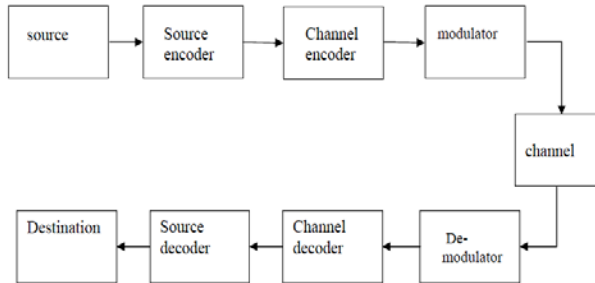 source
Source
encoder
Channel
encoder
modulator
channel
De-
modulator
Channel
decoder
Source
decoder
Destination